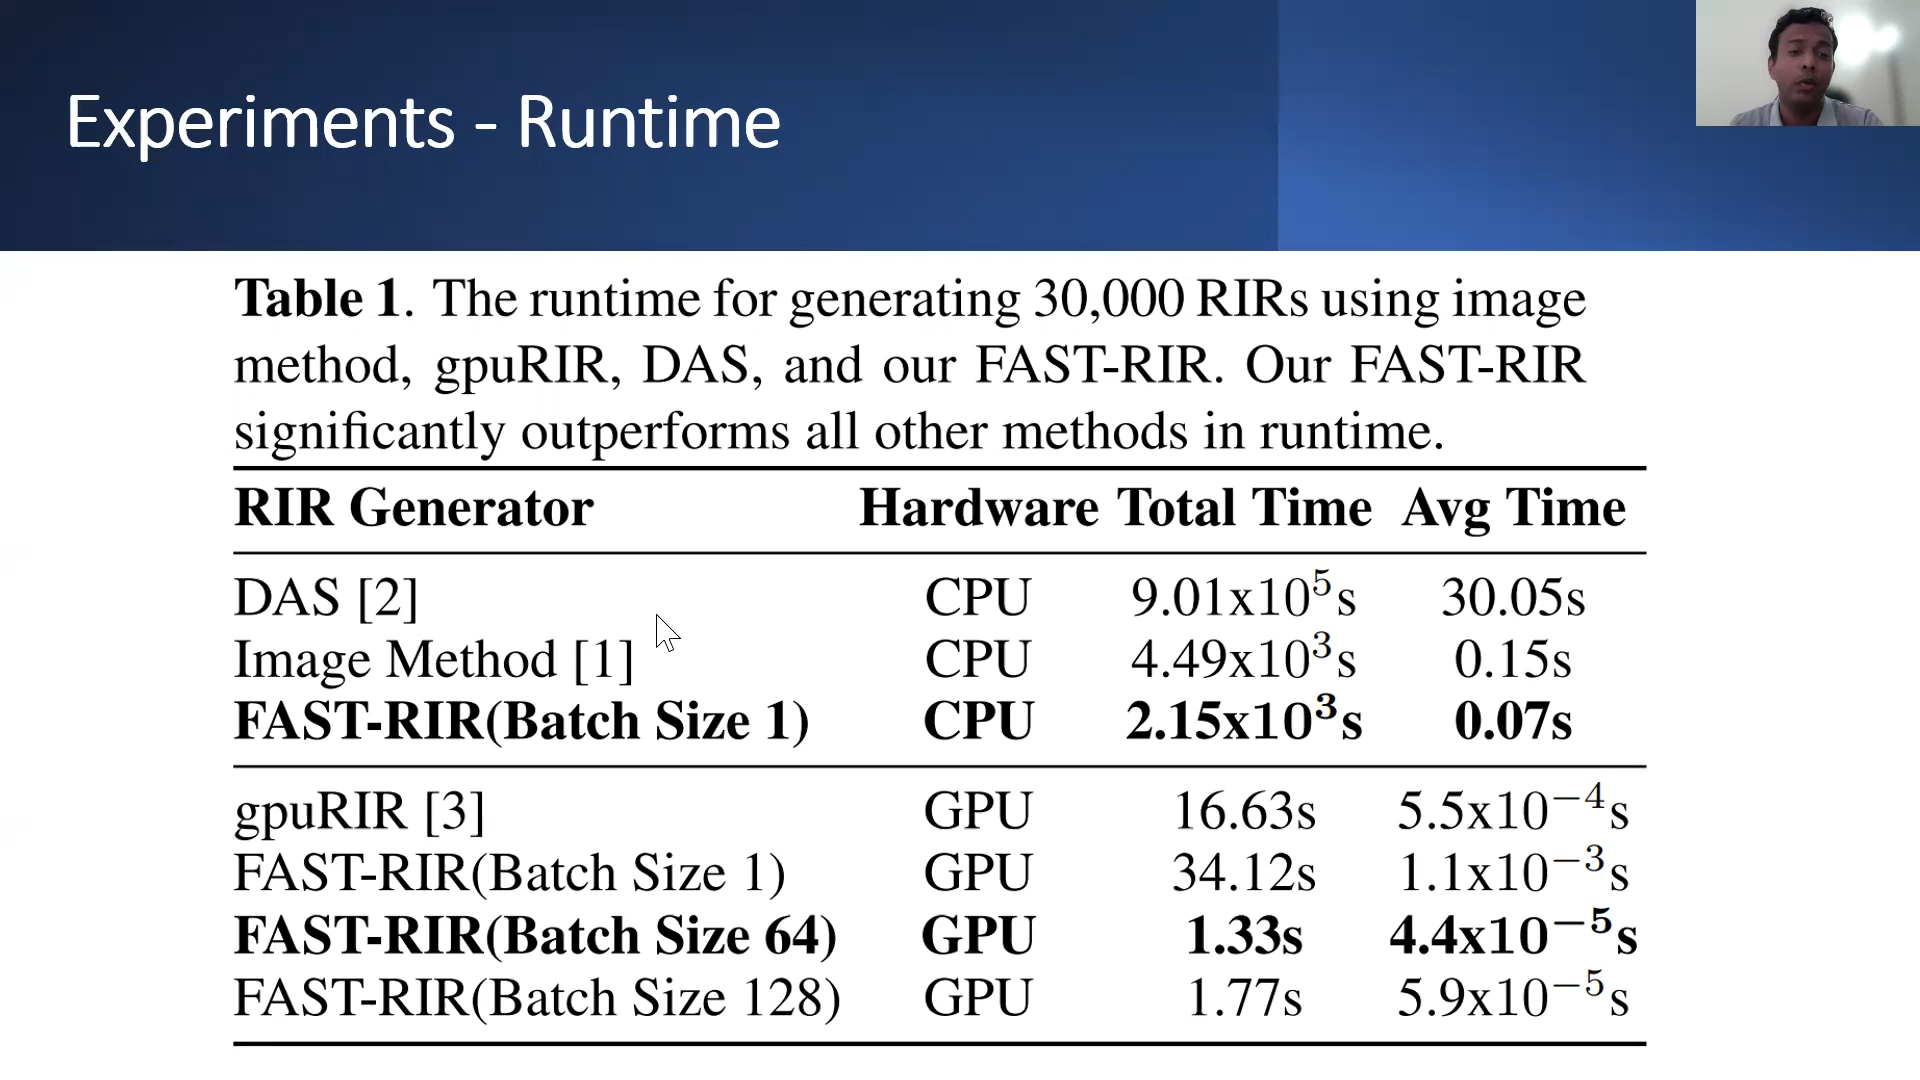 Experiments - Runtime
Table 1. The runtime for generating 30,000 RIRs using image
method, gpuRIR, DAS, and our FAST-RIR. Our FAST-RIR
significantly outperforms all other methods in runtime.
RIR Generator Hardware Total Time Avg Time
DAS [2] CPU 9.01x10⁵s 30.05s
Image Method [1] CPU 4.49x10³s 0.15s
FAST-RIR(Batch Size 1) CPU 2.15x10³s 0.07s
gpuRIR [3] GPU 16.63s 5.5x10⁻⁴s
FAST-RIR(Batch Size 1) GPU 34.12s 1.1x10⁻³s
FAST-RIR(Batch Size 64) GPU 1.33s 4.4x10⁻⁵s
FAST-RIR(Batch Size 128) GPU 1.77s 5.9x10⁻⁵s